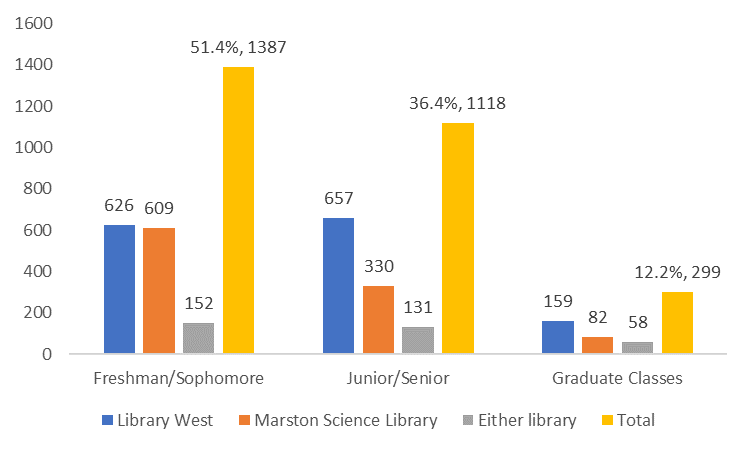 1600
1400
1200
1000
800
600
400
200
0
51.4%, 1387
36.4%, 1118
12.2%, 299
626 609 152
657 330 131
159 82 58
Freshman/Sophomore Junior/Senior Graduate Classes
Library West Marston Science Library Either library Total